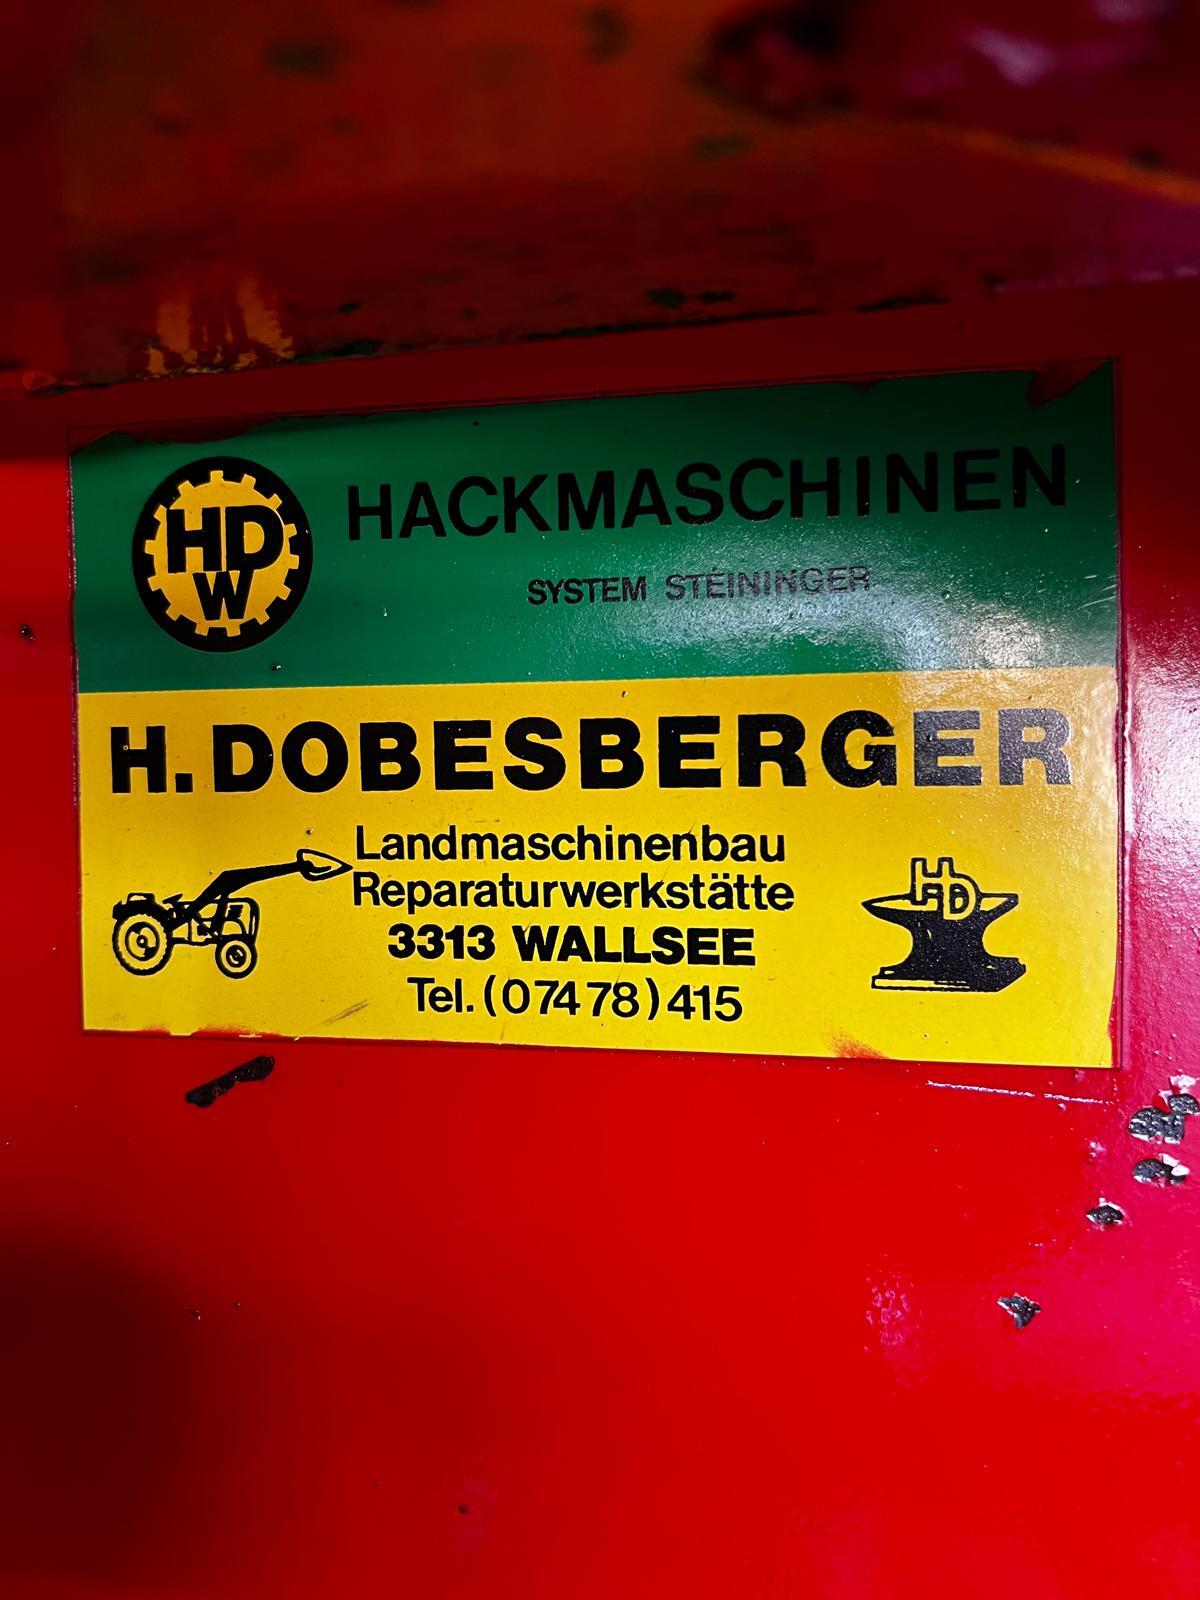 HDW
HACKMASCHINEN
SYSTEM STEININGER
H. DOBESBERGER
Landmaschinenbau
Reparaturwerkstätte
3313 WALLSEE
Tel. (07478) 415
HD